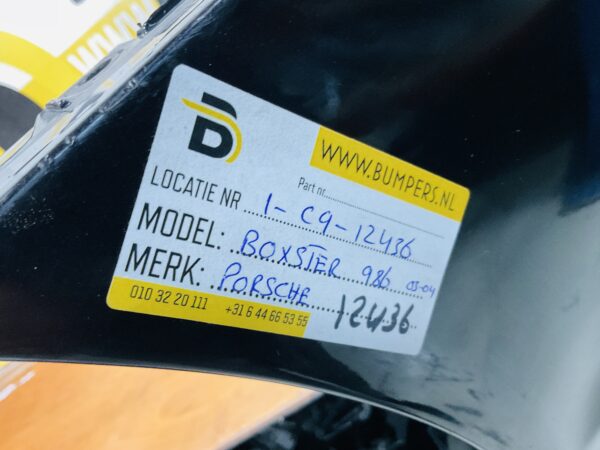 D
WWW.BUMPERS.NL
Part nr.
LOCATIE NR 1-C9-12436
MODEL: BOXSTER 986 03-04
MERK: PORSCHE 12436
010 32 20 111 +31 6 44 66 53 55